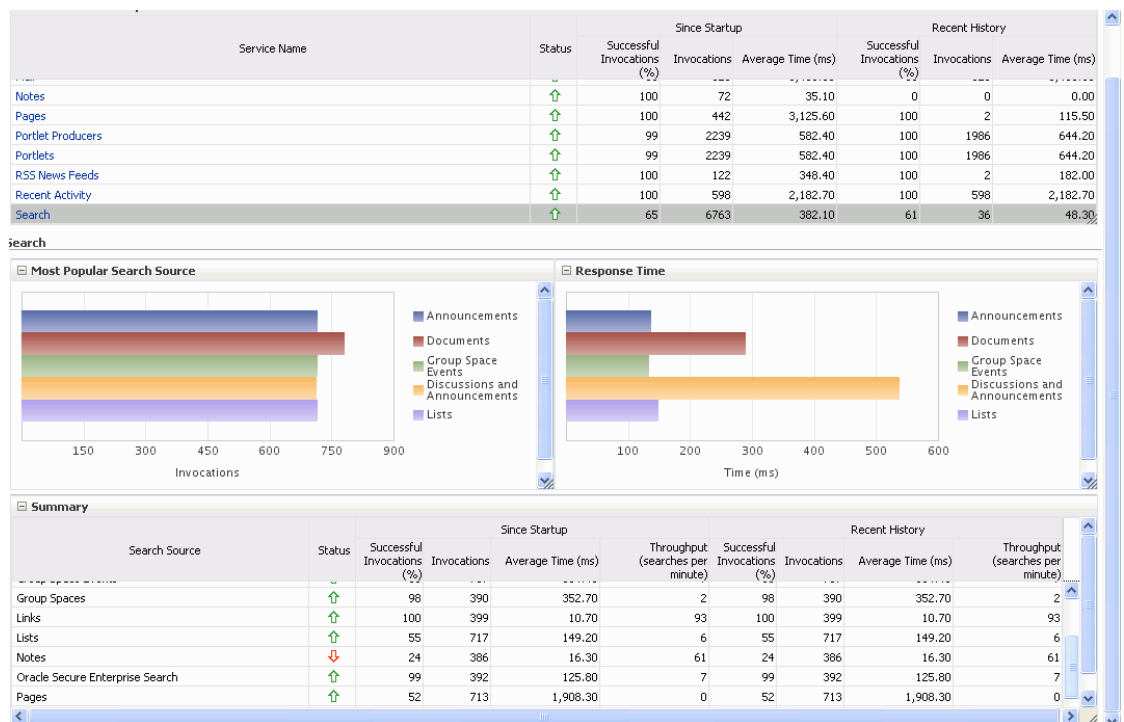 Since Startup Recent History
Service Name Status Successful Invocations (%) Invocations Average Time (ms) Successful Invocations (%) Invocations Average Time (ms)
Notes 100 72 35.10 0 0 0.00
Pages 100 442 3,125.60 100 2 115.50
Portlet Producers 99 2239 582.40 100 1986 644.20
Portlets 99 2239 582.40 100 1986 644.20
RSS News Feeds 100 122 348.40 100 2 182.00
Recent Activity 100 598 2,182.70 100 598 2,182.70
Search 65 6763 382.10 61 36 48.30
Search
Most Popular Search Source
Announcements
Documents
Group Space
Events
Discussions and
Announcements
Lists
150 300 450 600 750 900
Invocations
Response Time
Announcements
Documents
Group Space
Events
Discussions and
Announcements
Lists
100 200 300 400 500 600
Time (ms)
Summary
Since Startup Recent History
Search Source Status Successful Invocations (%) Invocations Average Time (ms) Throughput (searches per minute) Successful Invocations (%) Invocations Average Time (ms) Throughput (searches per minute)
Group Spaces 98 390 352.70 2 98 390 352.70 2
Links 100 399 10.70 93 100 399 10.70 93
Lists 55 717 149.20 6 55 717 149.20 6
Notes 24 386 16.30 61 24 386 16.30 61
Oracle Secure Enterprise Search 99 392 125.80 7 99 392 125.80 7
Pages 52 713 1,908.30 0 52 713 1,908.30 0